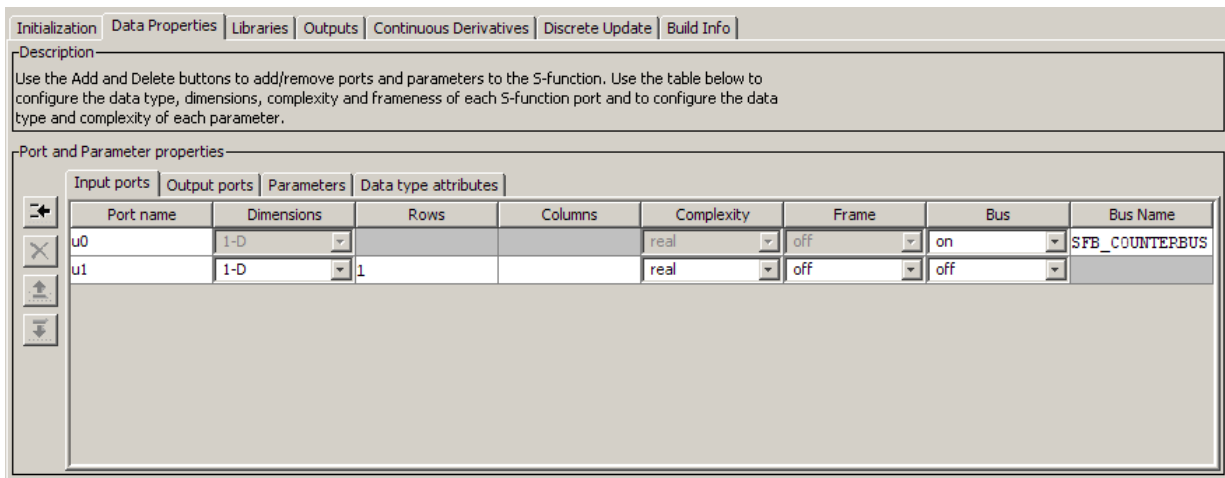 Initialization Data Properties Libraries Outputs Continuous Derivatives Discrete Update Build Info
Description
Use the Add and Delete buttons to add/remove ports and parameters to the S-function. Use the table below to
configure the data type, dimensions, complexity and frameness of each S-function port and to configure the data
type and complexity of each parameter.
Port and Parameter properties
Input ports Output ports Parameters Data type attributes
Port name Dimensions Rows Columns Complexity Frame Bus Bus Name
u0 1-D real off on SFB_COUNTERBUS
u1 1-D 1 real off off